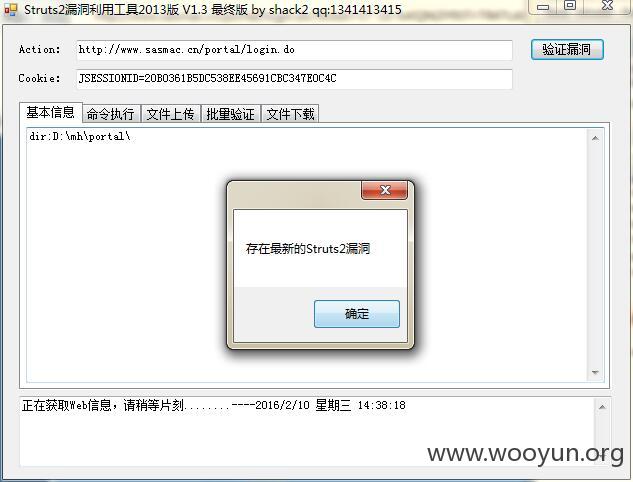 Struts2漏洞利用工具2013版 V1.3 最终版 by shack2 qq:1341413415
Action: http://www.sasmac.cn/portal/login.do 验证漏洞
Cookie: JSESSIONID=20B0361B5DC538EE45691CBC347E0C4C
基本信息 命令执行 文件上传 批量验证 文件下载
dir:D:\mh\portal\
存在最新的Struts2漏洞
确定
正在获取Web信息，请稍等片刻........----2016/2/10 星期三 14:38:18
www.wooyun.org